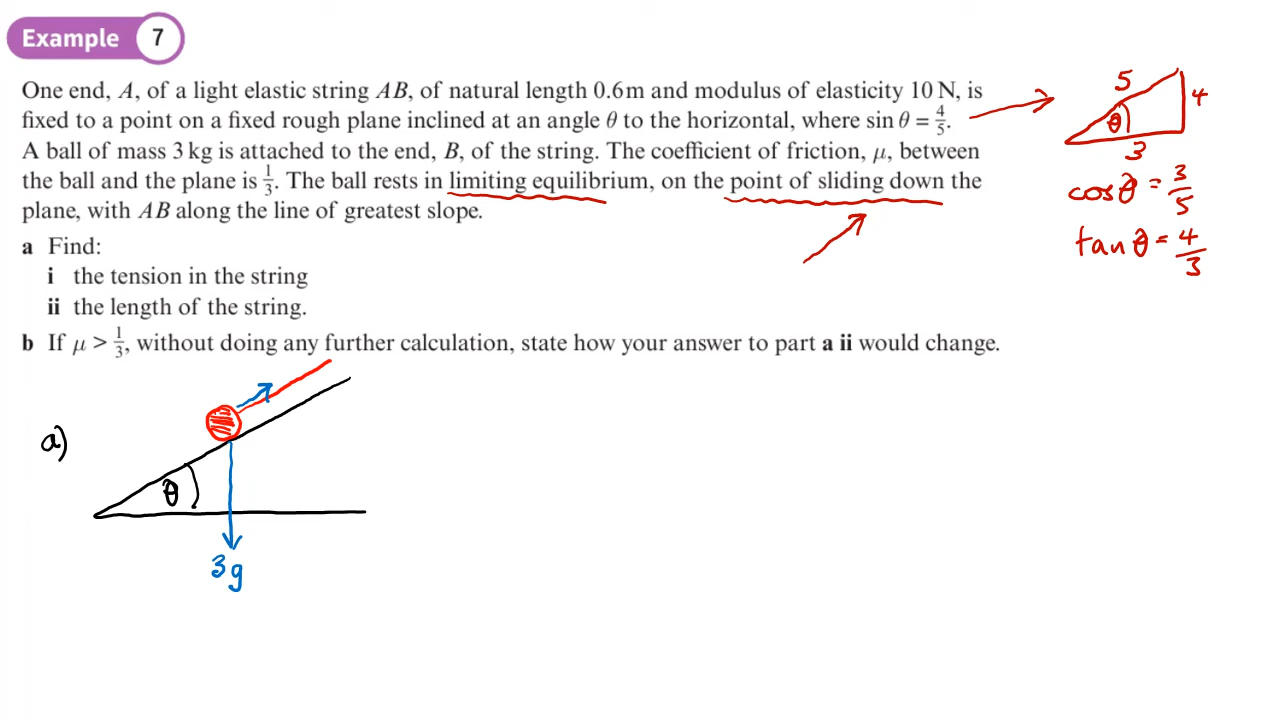 Example 7
One end, A, of a light elastic string AB, of natural length 0.6m and modulus of elasticity 10 N, is
fixed to a point on a fixed rough plane inclined at an angle θ to the horizontal, where sin θ = 4/5.
A ball of mass 3 kg is attached to the end, B, of the string. The coefficient of friction, μ, between
the ball and the plane is 1/3. The ball rests in limiting equilibrium, on the point of sliding down the
plane, with AB along the line of greatest slope.
a Find:
i the tension in the string
ii the length of the string.
b If μ > 1/3, without doing any further calculation, state how your answer to part a ii would change.
5
4
θ
3
cosθ = 3/5
tanθ = 4/3
a)
θ
3g